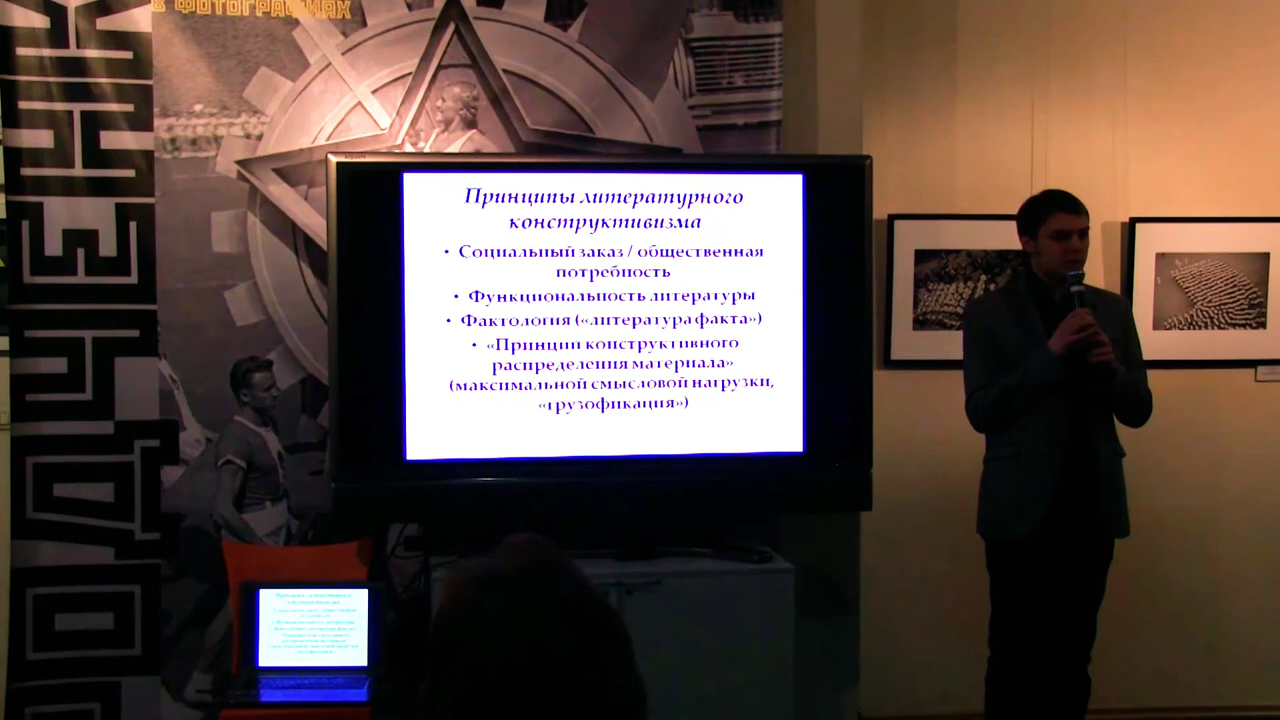 В ФОТОГРАФИЯХ
Принципы литературного
конструктивизма
• Социальный заказ / общественная
потребность
• Функциональность литературы
• Фактология («литература факта»)
• «Принцип конструктивного
распределения материала»
(максимальной смысловой нагрузки,
«грузофикация»)